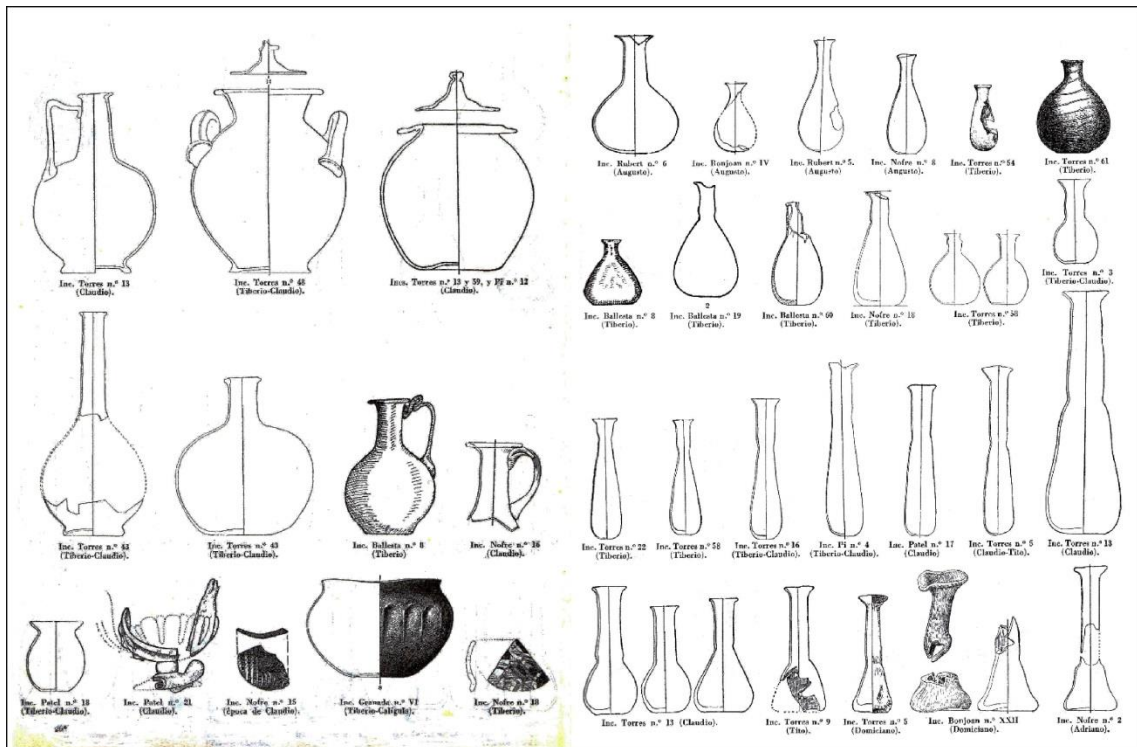 Inc. Torres n.º 13
(Claudio).
Inc. Torres n.º 48
(Tiberio-Claudio).
Incs. Torres n.º 13 y 59, y Pi n.º 12
(Claudio).
Inc. Torres n.º 43
(Tiberio-Claudio).
Inc. Torres n.º 43
(Tiberio-Claudio).
Inc. Ballesta n.º 8
(Tiberio)
Inc. Nofre n.º 16
(Claudio).
Inc. Patel n.º 18
(Tiberio-Claudio).
Inc. Patel n.º 21
(Claudio).
Inc. Nofre n.º 15
(Época de Claudio).
Inc. Granada n.º VI
(Tiberio-Calígula).
Inc. Nofre n.º 18
(Tiberio).
Inc. Rubert n.º 6
(Augusto).
Inc. Bonjoan n.º IV
(Augusto).
Inc. Rubert n.º 5.
(Augusto)
Inc. Nofre n.º 8
(Augusto).
Inc. Torres n.º 54
(Tiberio).
Inc. Torres n.º 61
(Tiberio).
Inc. Ballesta n.º 8
(Tiberio)
2
Inc. Ballesta n.º 19
(Tiberio).
Inc. Ballesta n.º 60
(Tiberio).
Inc. Nofre n.º 18
(Tiberio).
Inc. Torres n.º 58
(Tiberio).
Inc. Torres n.º 3
(Tiberio-Claudio).
Inc. Torres n.º 22
(Tiberio).
Inc. Torres n.º 58
(Tiberio).
Inc. Torres n.º 16
(Tiberio-Claudio).
Inc. Pi n.º 4
(Tiberio-Claudio).
Inc. Patel n.º 17
(Claudio)
Inc. Torres n.º 5
(Claudio-Tito).
Inc. Torres n.º 13
(Claudio).
Inc. Torres n.º 13 (Claudio).
Inc. Torres n.º 9
(Tito).
Inc. Torres n.º 5
(Domiciano).
Inc. Bonjoan n.º XXII
(Domiciano).
Inc. Nofre n.º 2
(Adriano).